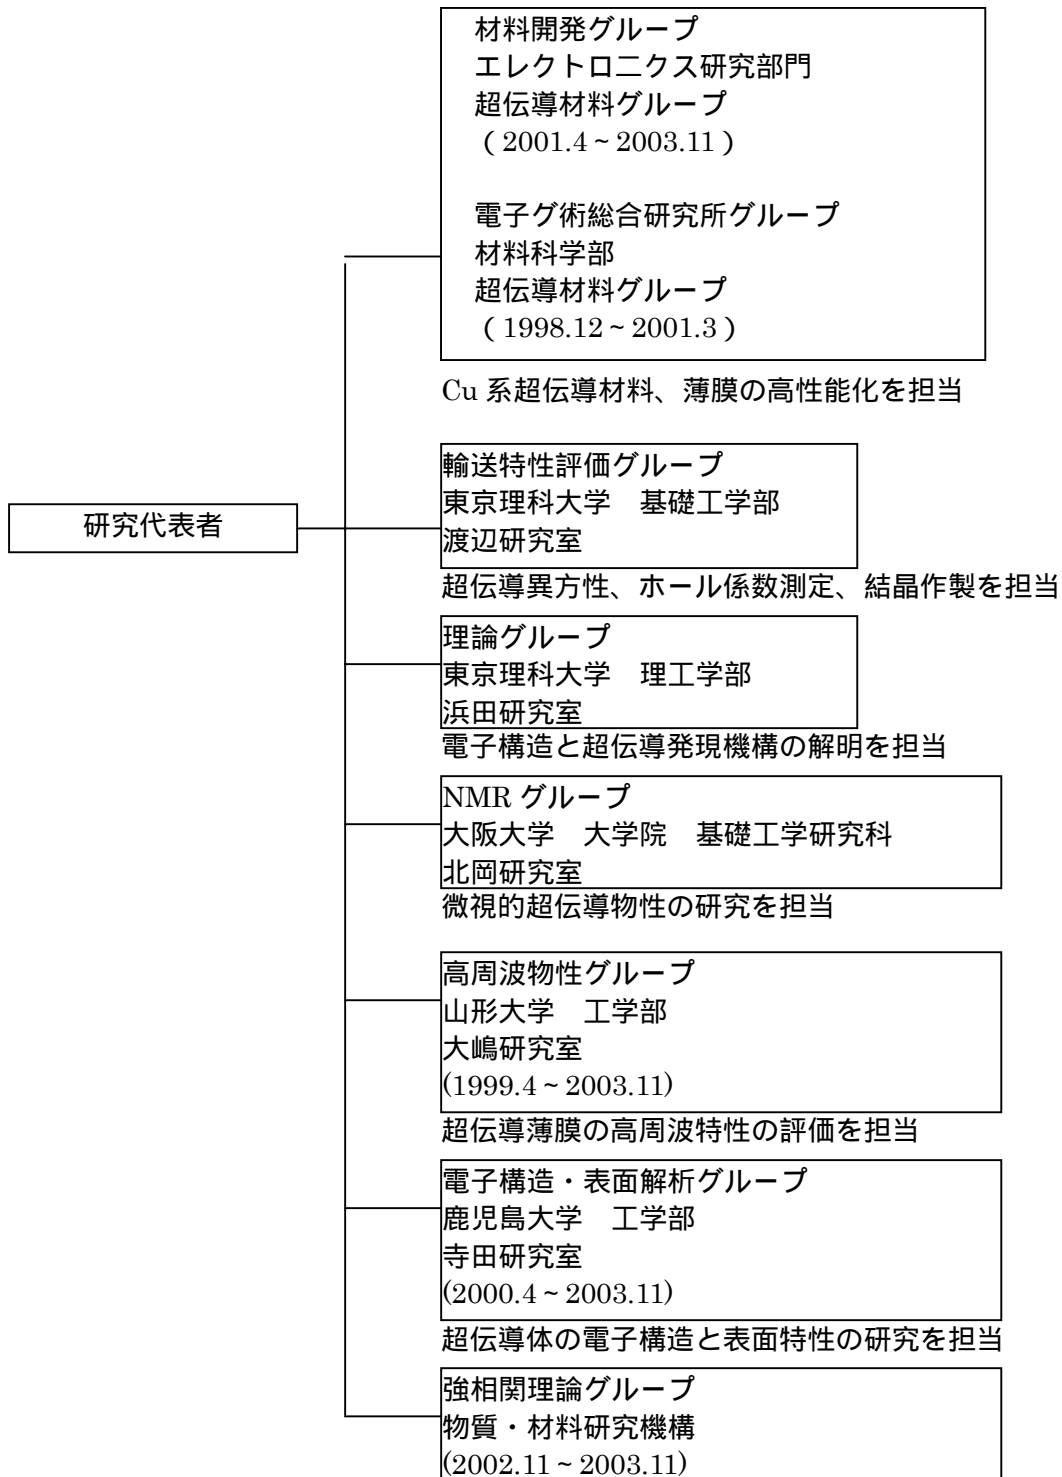 材料開発グループ
エレクトロニクス研究部門
超伝導材料グループ
(2001.4~2003.11)
電子グ術総合研究所グループ
材料科学部
超伝導材料グループ
(1998.12~2001.3)
Cu 系超伝導材料、薄膜の高性能化を担当
輸送特性評価グループ
東京理科大学 基礎工学部
渡辺研究室
研究代表者
超伝導異方性、ホール係数測定、結晶作製を担当
理論グループ
東京理科大学 理工学部
浜田研究室
電子構造と超伝導発現機構の解明を担当
NMR グループ
大阪大学 大学院 基礎工学研究科
北岡研究室
微視的超伝導物性の研究を担当
高周波物性グループ
山形大学 工学部
大嶋研究室
(1999.4~2003.11)
超伝導薄膜の高周波特性の評価を担当
電子構造・表面解析グループ
鹿児島大学 工学部
寺田研究室
(2000.4~2003.11)
超伝導体の電子構造と表面特性の研究を担当
強相関理論グループ
物質・材料研究機構
(2002.11~2003.11)